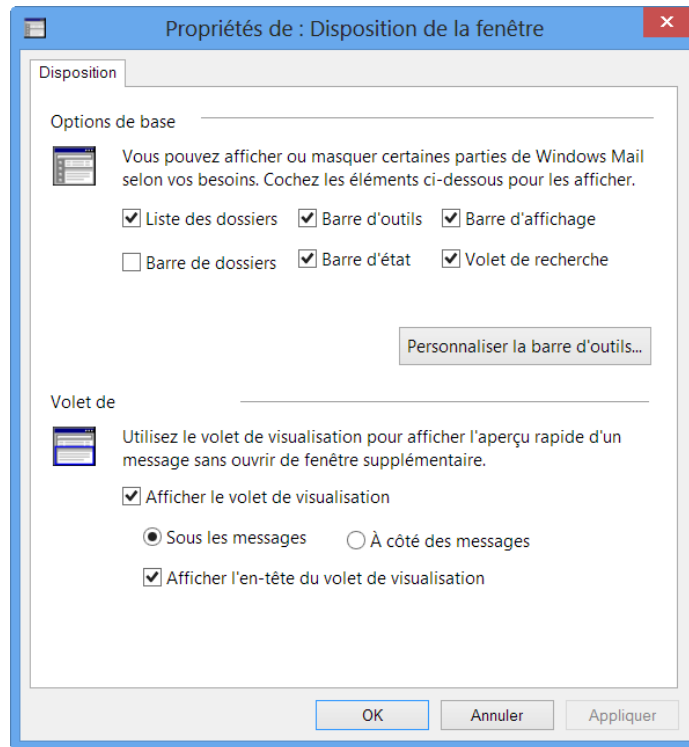 Propriétés de : Disposition de la fenêtre
Disposition
Options de base
Vous pouvez afficher ou masquer certaines parties de Windows Mail
selon vos besoins. Cochez les éléments ci-dessous pour les afficher.
Liste des dossiers Barre d'outils Barre d'affichage
Barre de dossiers Barre d'état Volet de recherche
Personnaliser la barre d'outils...
Volet de
Utilisez le volet de visualisation pour afficher l'aperçu rapide d'un
message sans ouvrir de fenêtre supplémentaire.
Afficher le volet de visualisation
Sous les messages À côté des messages
Afficher l'en-tête du volet de visualisation
OK Annuler Appliquer